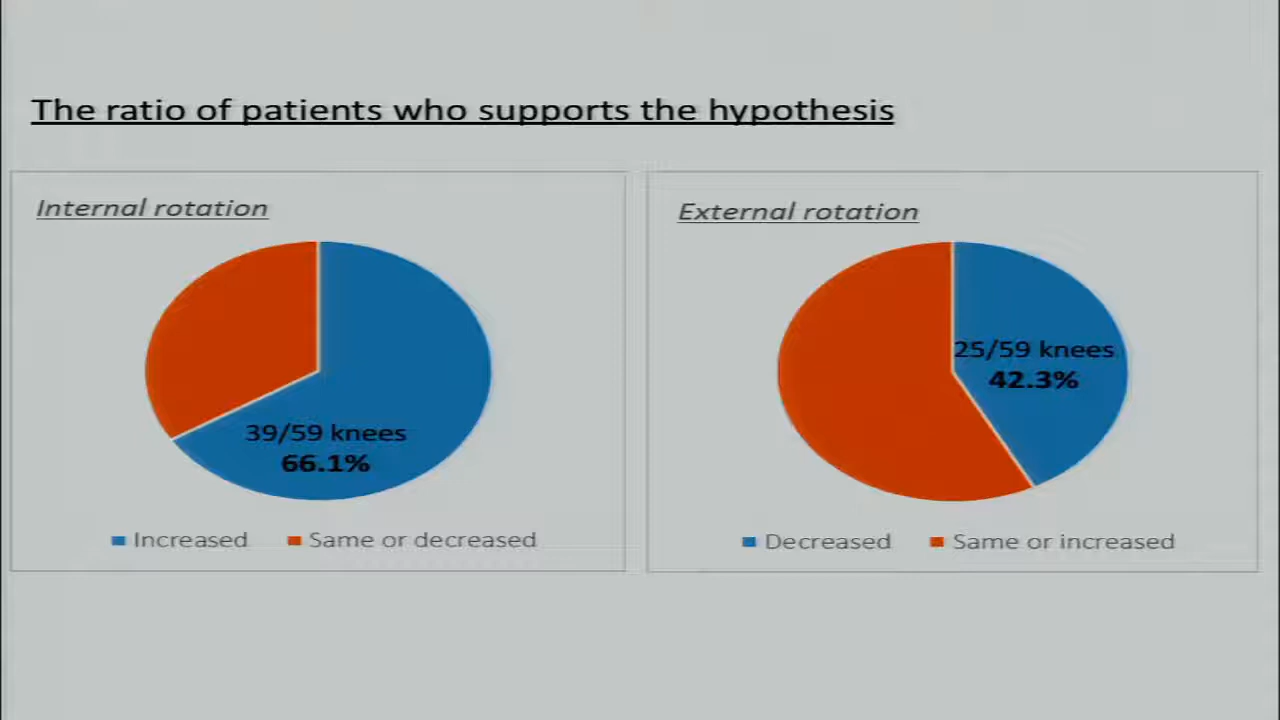 The ratio of patients who supports the hypothesis
Internal rotation
39/59 knees
66.1%
Increased Same or decreased
External rotation
25/59 knees
42.3%
Decreased Same or increased